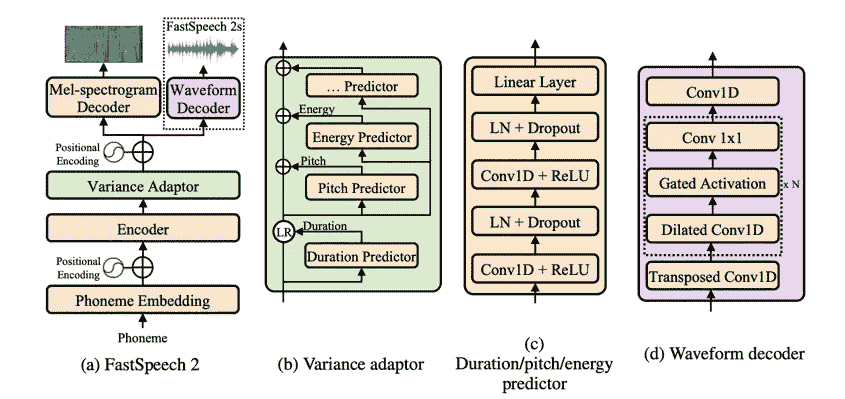 FastSpeech 2s
Mel-spectrogram
Decoder
Waveform
Decoder
Positional
Encoding
Variance Adaptor
Encoder
Positional
Encoding
Phoneme Embedding
Phoneme
(a) FastSpeech 2
… Predictor
Energy
Energy Predictor
Pitch
Pitch Predictor
LR
Duration
Duration Predictor
(b) Variance adaptor
Linear Layer
LN + Dropout
Conv1D + ReLU
LN + Dropout
Conv1D + ReLU
(c)
Duration/pitch/energy
predictor
Conv1D
Conv 1x1
Gated Activation
x N
Dilated Conv1D
Transposed Conv1D
(d) Waveform decoder